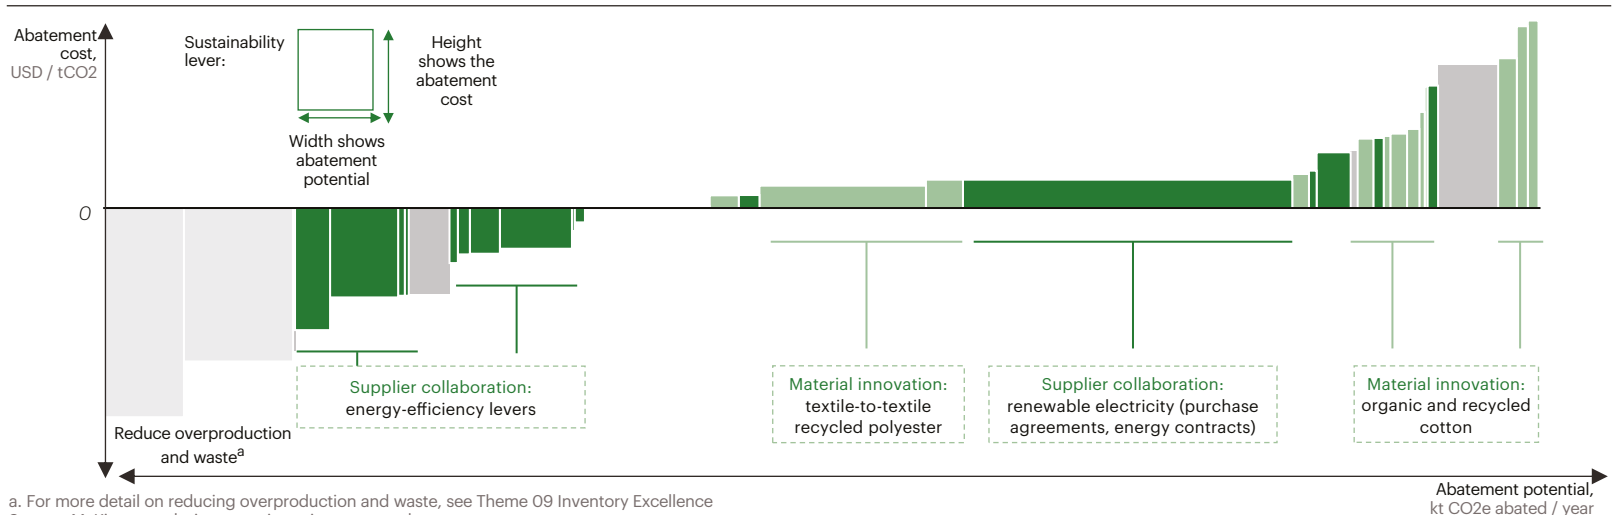 Abatement
cost,
USD / tCO2
Sustainability
lever:
Height
shows the
abatement
cost
Width shows
abatement
potential
0
Reduce overproduction
and waste^a
Supplier collaboration:
energy-efficiency levers
Material innovation:
textile-to-textile
recycled polyester
Supplier collaboration:
renewable electricity (purchase
agreements, energy contracts)
Material innovation:
organic and recycled
cotton
Abatement potential,
kt CO2e abated / year
a. For more detail on reducing overproduction and waste, see Theme 09 Inventory Excellence